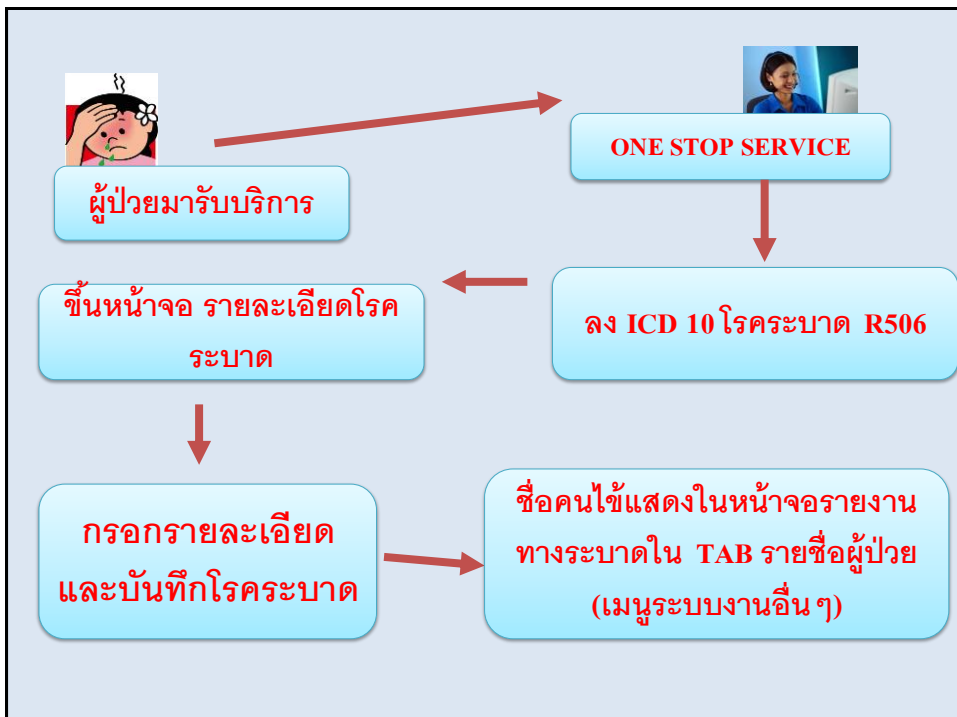 ผู้ป่วยมารับบริการ
ONE STOP SERVICE
ลง ICD 10 โรคระบาด R506
ขึ้นหน้าจอ รายละเอียดโรค
ระบาด
กรอกรายละเอียด
และบันทึกโรคระบาด
ชื่อคนไข้แสดงในหน้าจอรายงาน
ทางระบาดใน TAB รายชื่อผู้ป่วย
(เมนูระบบงานอื่นๆ)